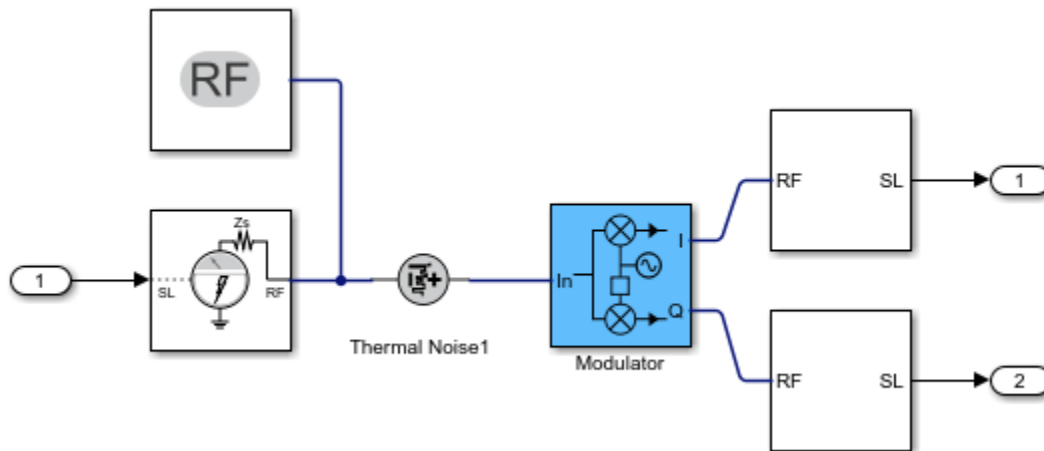 RF
Zs
1
SL
RF
Thermal Noise1
In
I
Q
Modulator
RF
SL
1
RF
SL
2